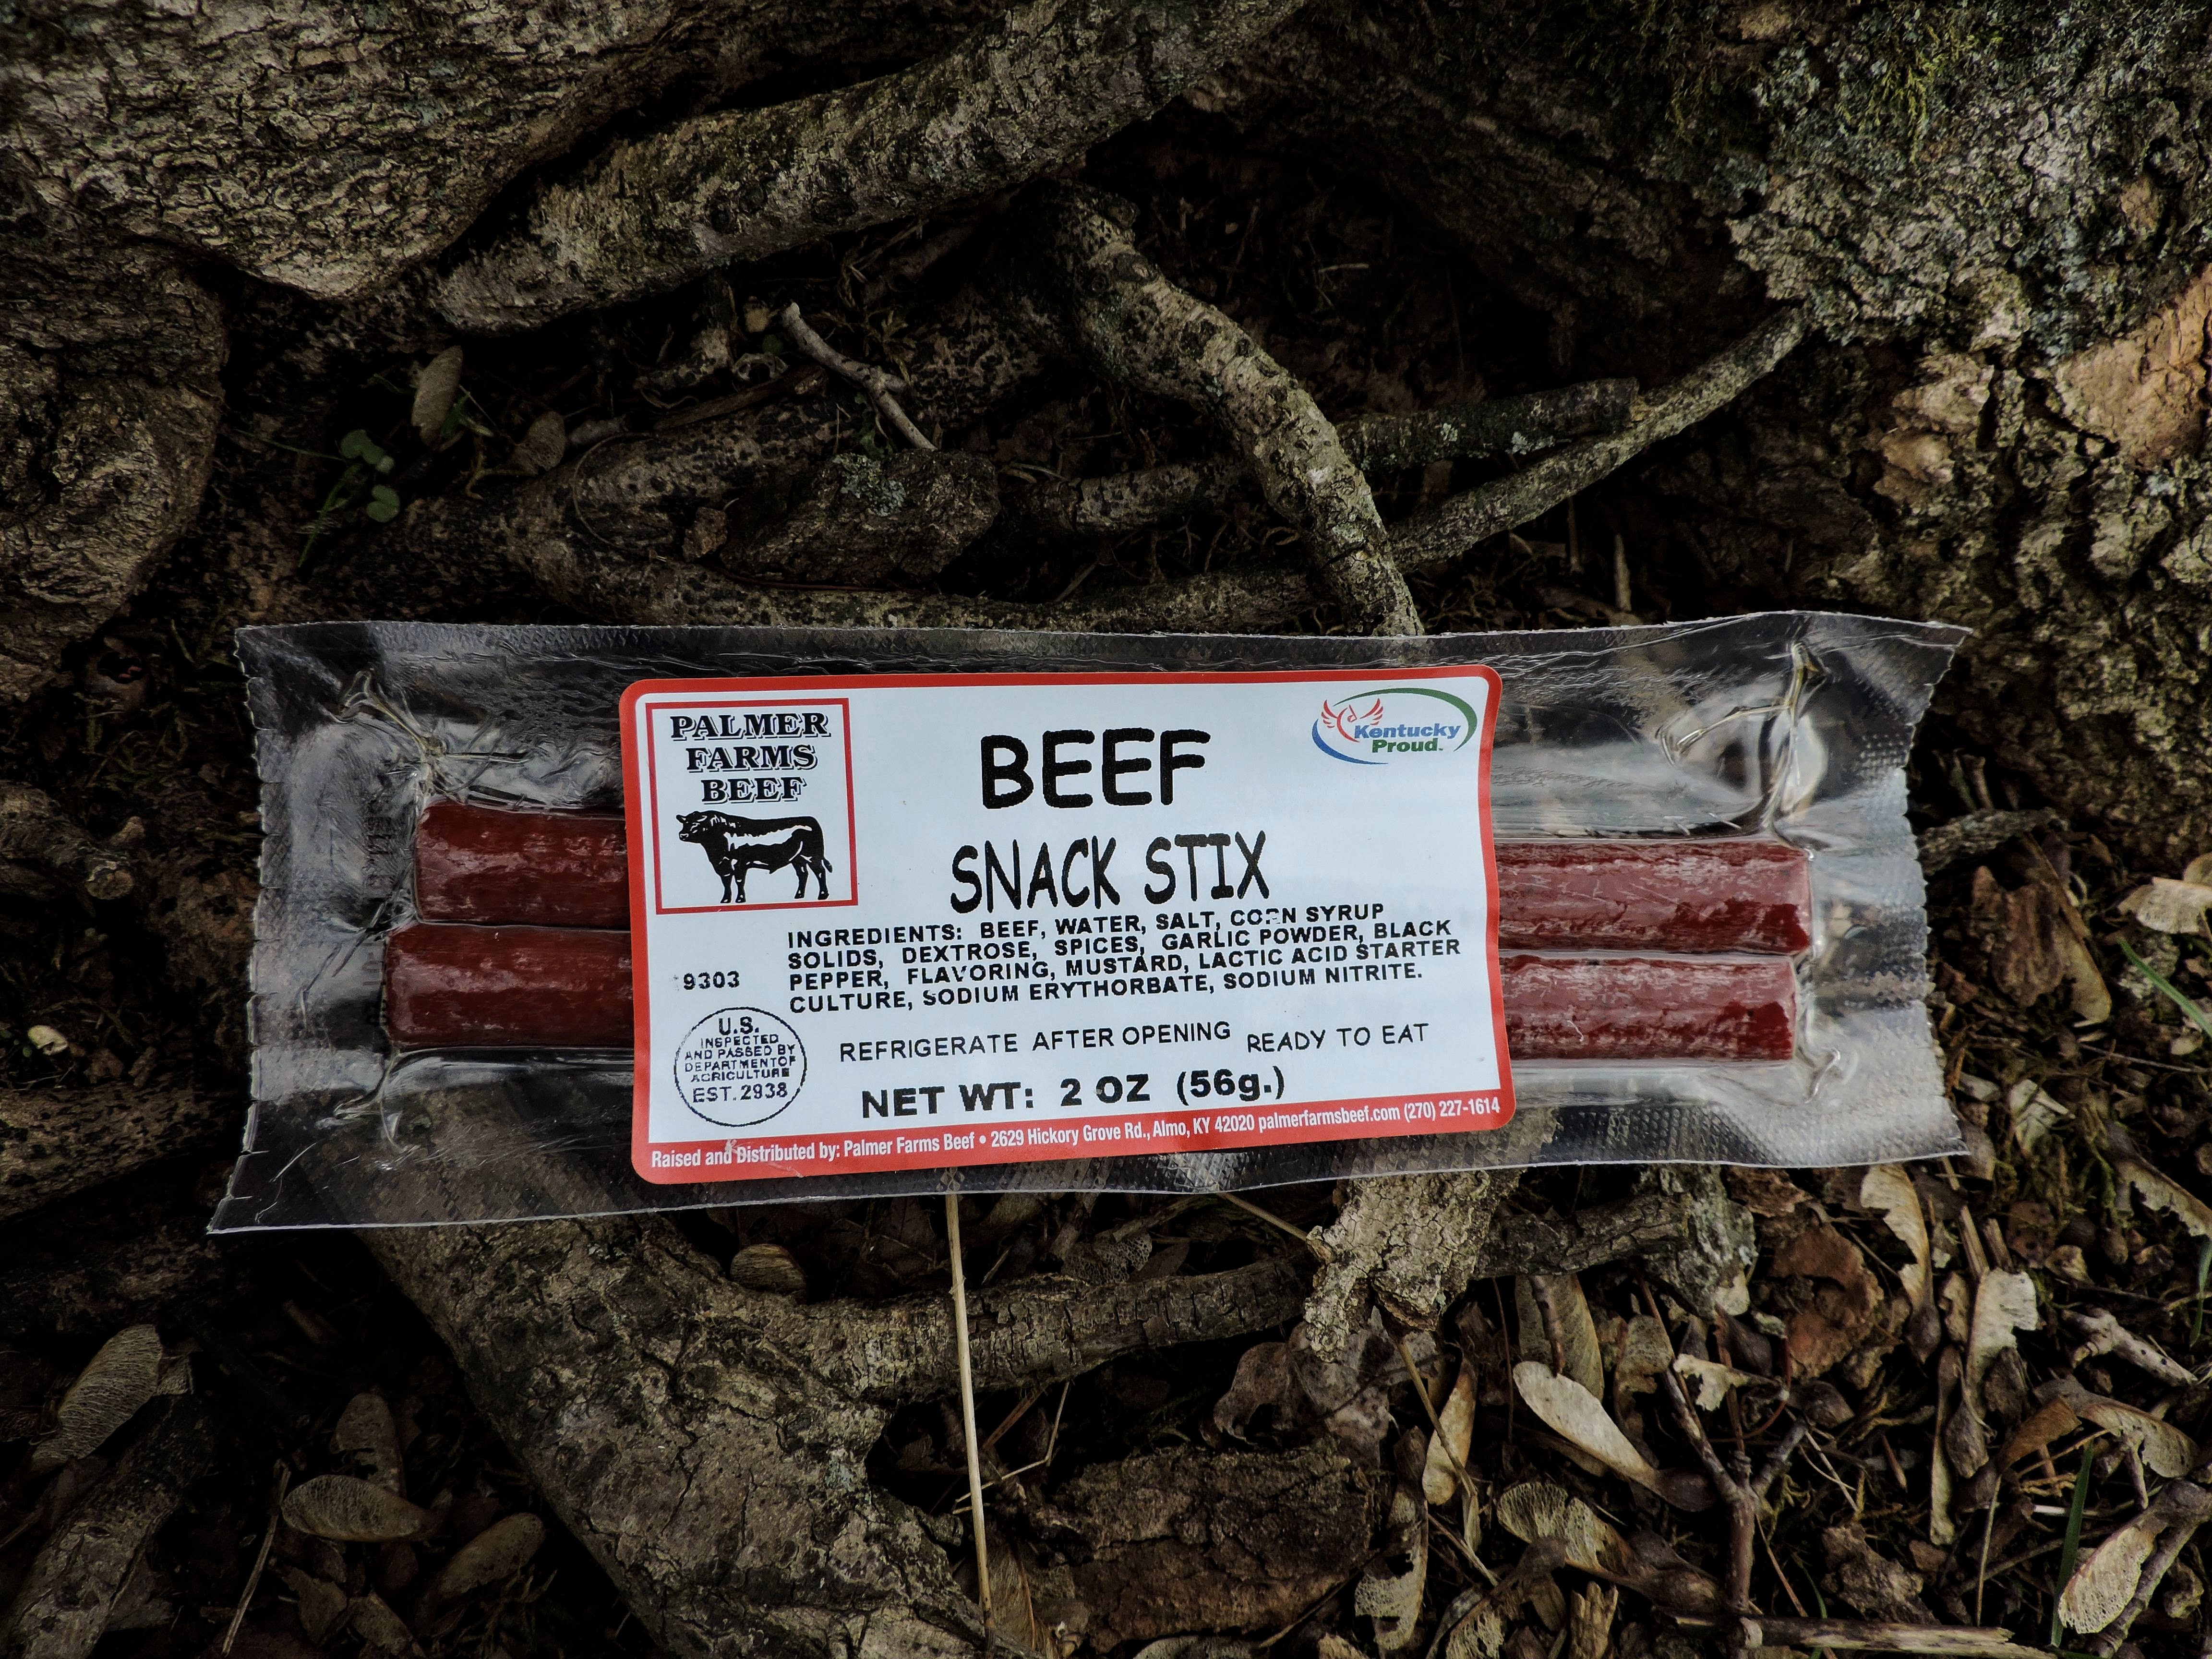 PALMER
FARMS
BEEF
BEEF
SNACK STIX
Kentucky
Proud.
INGREDIENTS: BEEF, WATER, SALT, CORN SYRUP
SOLIDS, DEXTROSE, SPICES, GARLIC POWDER, BLACK
PEPPER, FLAVORING, MUSTARD, LACTIC ACID STARTER
CULTURE, SODIUM ERYTHORBATE, SODIUM NITRITE.
9303
U.S.
INSPECTED
AND PASSED BY
DEPARTMENT OF
AGRICULTURE
EST. 2938
REFRIGERATE AFTER OPENING READY TO EAT
NET WT: 2 OZ (56g.)
Raised and Distributed by: Palmer Farms Beef • 2629 Hickory Grove Rd., Almo, KY 42020 palmerfarmsbeef.com (270) 227-1614